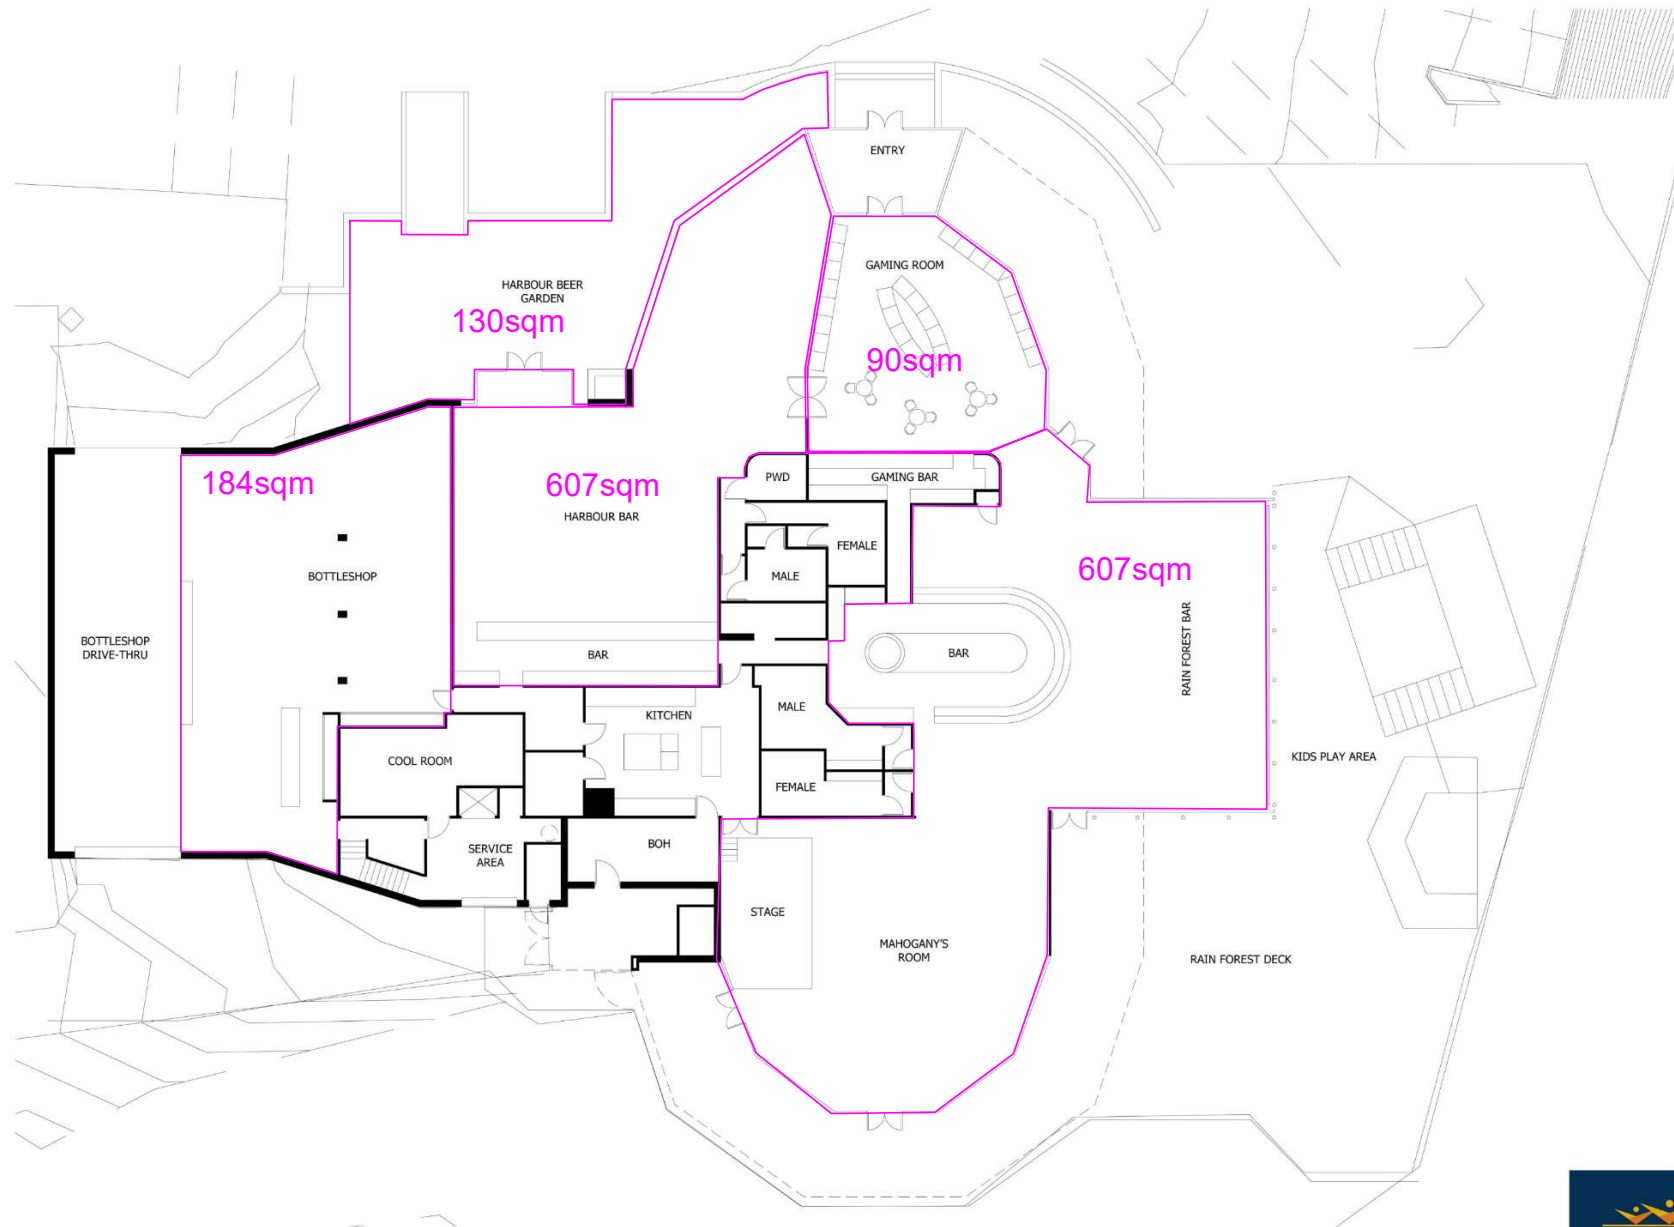 ENTRY
GAMING ROOM
HARBOUR BEER
GARDEN
130sqm
90sqm
184sqm
607sqm
HARBOUR BAR
PWD
GAMING BAR
FEMALE
MALE
607sqm
BOTTLESHOP
BOTTLESHOP
DRIVE-THRU
BAR
BAR
RAIN FOREST BAR
KITCHEN
MALE
COOL ROOM
FEMALE
KIDS PLAY AREA
SERVICE
AREA
BOH
STAGE
MAHOGANY'S
ROOM
RAIN FOREST DECK